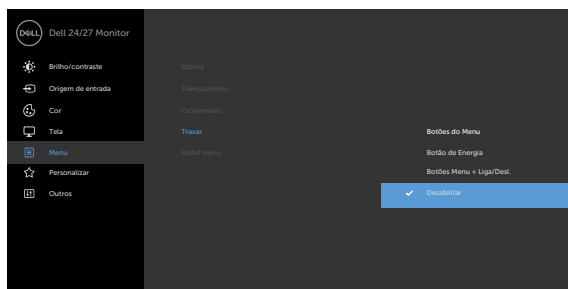 DELL Dell 24/27 Monitor
Brilho/contraste
Idioma
Origem de entrada
Transparência
Cor
Cronômetro
Tela
Travar
Botões do Menu
Menu
Redef menu
Botão de Energia
Personalizar
Botões Menu + Liga/Desl.
Outros
Desabilitar